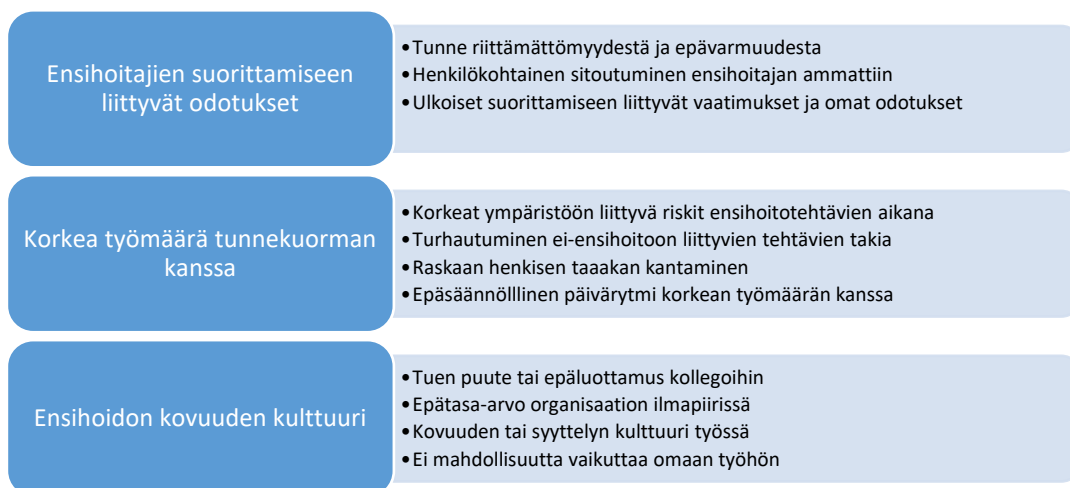 Ensihoitajien suorittamiseen
liittyvät odotukset
•Tunne riittämättömyydestä ja epävarmuudesta
•Henkilökohtainen sitoutuminen ensihoitajan ammattiin
•Ulkoiset suorittamiseen liittyvät vaatimukset ja omat odotukset
Korkea työmäärä tunnekuorman
kanssa
•Korkeat ympäristöön liittyvä riskit ensihoitotehtävien aikana
•Turhautuminen ei-ensihoitoon liittyvien tehtävien takia
•Raskaan henkisen taaakan kantaminen
•Epäsäännölllinen päivärytmi korkean työmäärän kanssa
Ensihoidon kovuuden kulttuuri
•Tuen puute tai epäluottamus kollegoihin
•Epätasa-arvo organisaation ilmapiirissä
•Kovuuden tai syyttelyn kulttuuri työssä
•Ei mahdollisuutta vaikuttaa omaan työhön